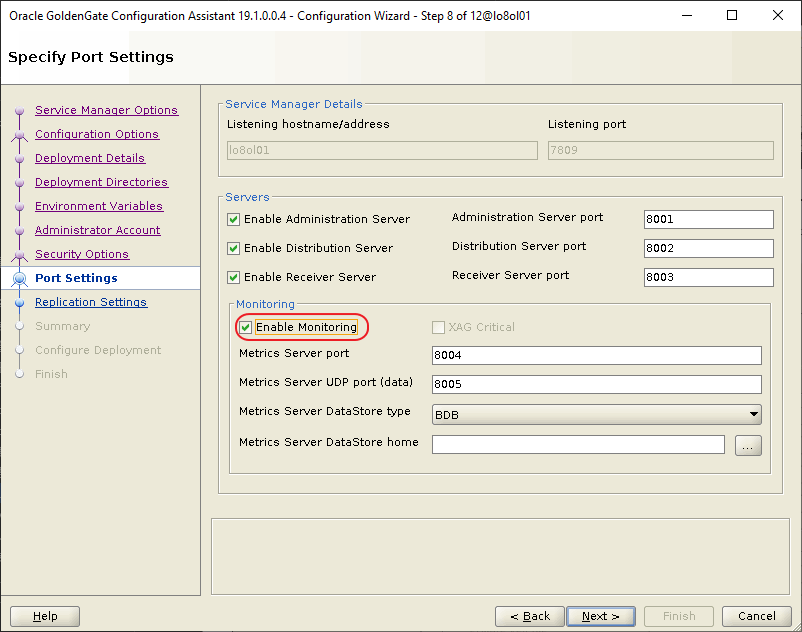 Oracle GoldenGate Configuration Assistant 19.1.0.0.4 - Configuration Wizard - Step 8 of 12@lo8ol01
Specify Port Settings
Service Manager Options
Configuration Options
Deployment Details
Deployment Directories
Environment Variables
Administrator Account
Security Options
Port Settings
Replication Settings
Summary
Configure Deployment
Finish
Service Manager Details
Listening hostname/address Listening port
lo8ol01 7809
Servers
Enable Administration Server Administration Server port 8001
Enable Distribution Server Distribution Server port 8002
Enable Receiver Server Receiver Server port 8003
Monitoring
Enable Monitoring XAG Critical
Metrics Server port 8004
Metrics Server UDP port (data) 8005
Metrics Server DataStore type BDB
Metrics Server DataStore home ...
Help < Back Next > Finish Cancel